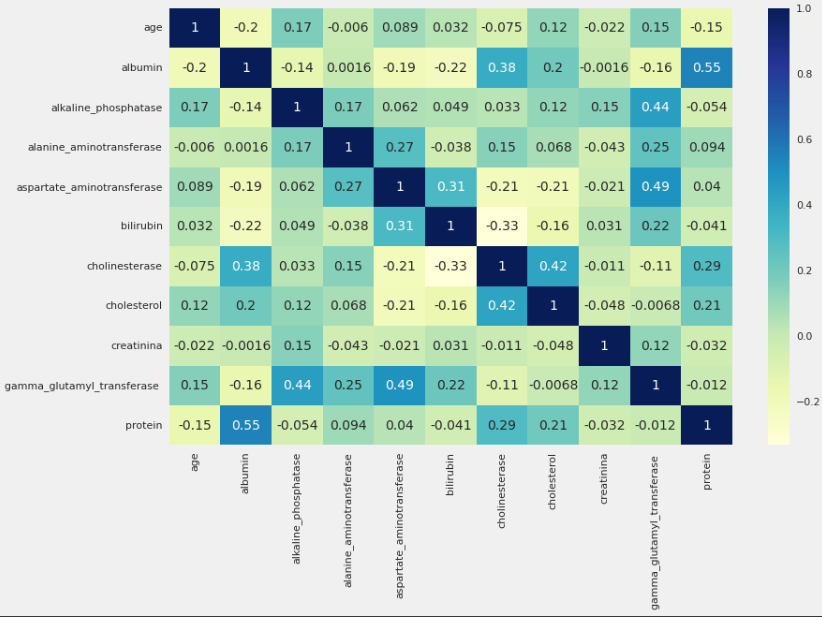 age 1 -0.2 0.17 -0.006 0.089 0.032 -0.075 0.12 -0.022 0.15 -0.15
albumin -0.2 1 -0.14 0.0016 -0.19 -0.22 0.38 0.2 -0.0016 -0.16 0.55
alkaline_phosphatase 0.17 -0.14 1 0.17 0.062 0.049 0.033 0.12 0.15 0.44 -0.054
alanine_aminotransferase -0.006 0.0016 0.17 1 0.27 -0.038 0.15 0.068 -0.043 0.25 0.094
aspartate_aminotransferase 0.089 -0.19 0.062 0.27 1 0.31 -0.21 -0.21 -0.021 0.49 0.04
bilirubin 0.032 -0.22 0.049 -0.038 0.31 1 -0.33 -0.16 0.031 0.22 -0.041
cholinesterase -0.075 0.38 0.033 0.15 -0.21 -0.33 1 0.42 -0.011 -0.11 0.29
cholesterol 0.12 0.2 0.12 0.068 -0.21 -0.16 0.42 1 -0.048 -0.0068 0.21
creatinina -0.022 -0.0016 0.15 -0.043 -0.021 0.031 -0.011 -0.048 1 0.12 -0.032
gamma_glutamyl_transferase 0.15 -0.16 0.44 0.25 0.49 0.22 -0.11 -0.0068 0.12 1 -0.012
protein -0.15 0.55 -0.054 0.094 0.04 -0.041 0.29 0.21 -0.032 -0.012 1
age
albumin
alkaline_phosphatase
alanine_aminotransferase
aspartate_aminotransferase
bilirubin
cholinesterase
cholesterol
creatinina
gamma_glutamyl_transferase
protein
1.0
0.8
0.6
0.4
0.2
0.0
−0.2